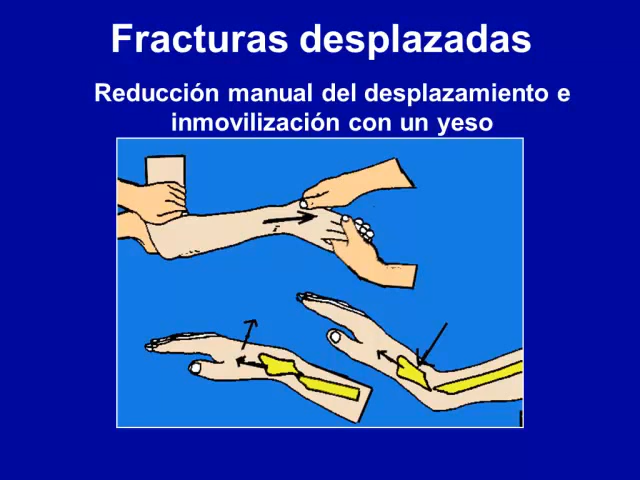 Fracturas desplazadas
Reducción manual del desplazamiento e
inmovilización con un yeso